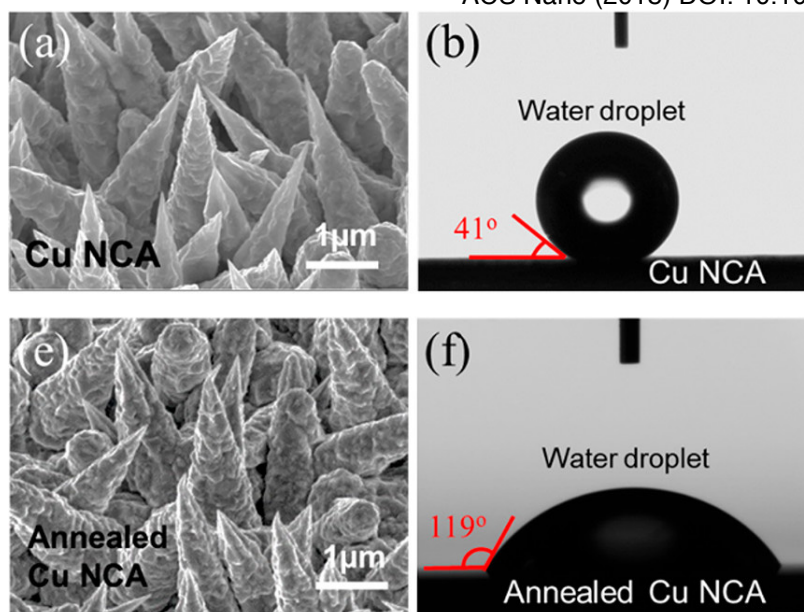 (a)
Cu NCA
1μm
(b)
Water droplet
41°
Cu NCA
(e)
Annealed
Cu NCA
1μm
(f)
Water droplet
119°
Annealed Cu NCA